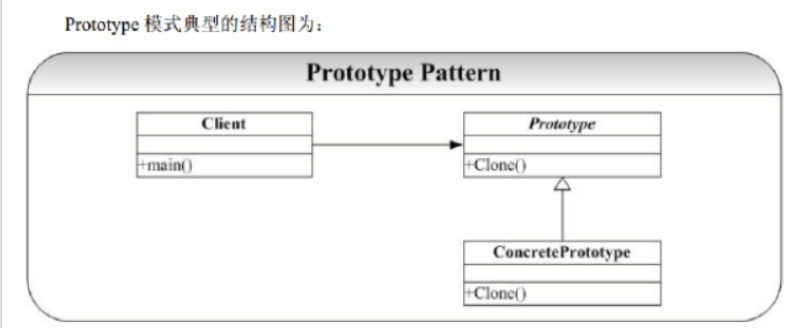 Prototype 模式典型的结构图为：
Prototype Pattern
Client
Prototype
+main()
+Clone()
ConcretePrototype
+Clone()